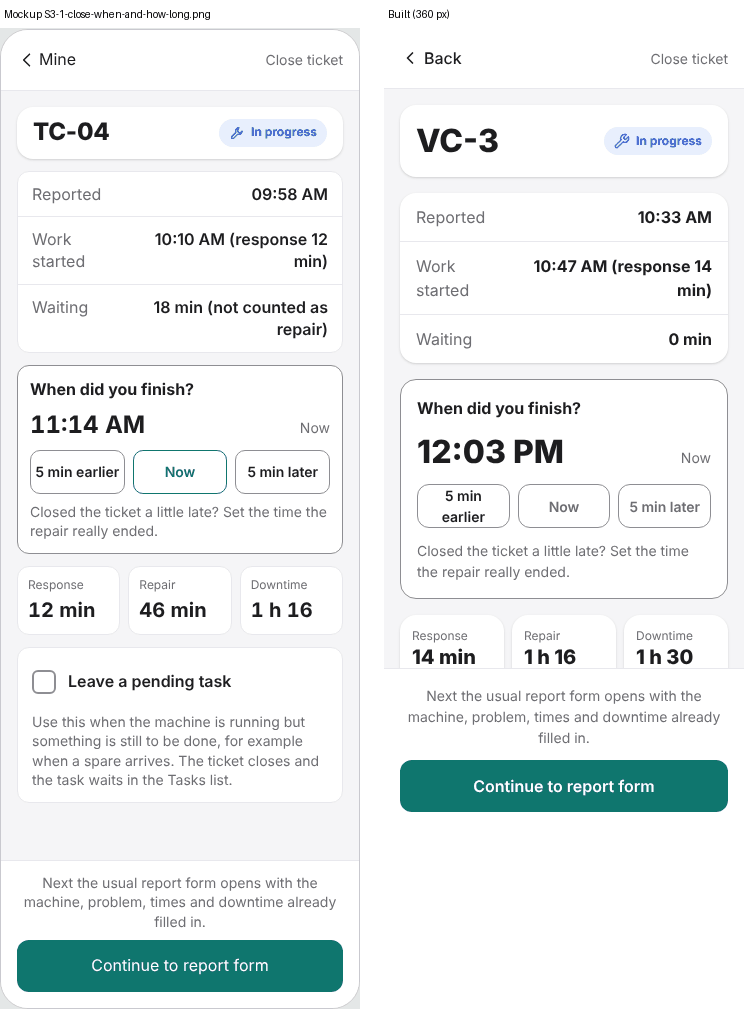 Mockup S3-1-close-when-and-how-long.png
Mine
Close ticket
TC-04
In progress
Reported
09:58 AM
Work
started
10:10 AM (response 12
min)
Waiting
18 min (not counted as
repair)
When did you finish?
11:14 AM
Now
5 min earlier
Now
5 min later
Closed the ticket a little late? Set the time the
repair really ended.
Response
12 min
Repair
46 min
Downtime
1 h 16
Leave a pending task
Use this when the machine is running but
something is still to be done, for example
when a spare arrives. The ticket closes and
the task waits in the Tasks list.
Next the usual report form opens with the
machine, problem, times and downtime already
filled in.
Continue to report form
Built (360 px)
Back
Close ticket
VC-3
In progress
Reported
10:33 AM
Work
started
10:47 AM (response 14
min)
Waiting
0 min
When did you finish?
12:03 PM
Now
5 min
earlier
Now
5 min later
Closed the ticket a little late? Set the time
the repair really ended.
Response
14 min
Repair
1 h 16
Downtime
1 h 30
Next the usual report form opens with the
machine, problem, times and downtime already
filled in.
Continue to report form